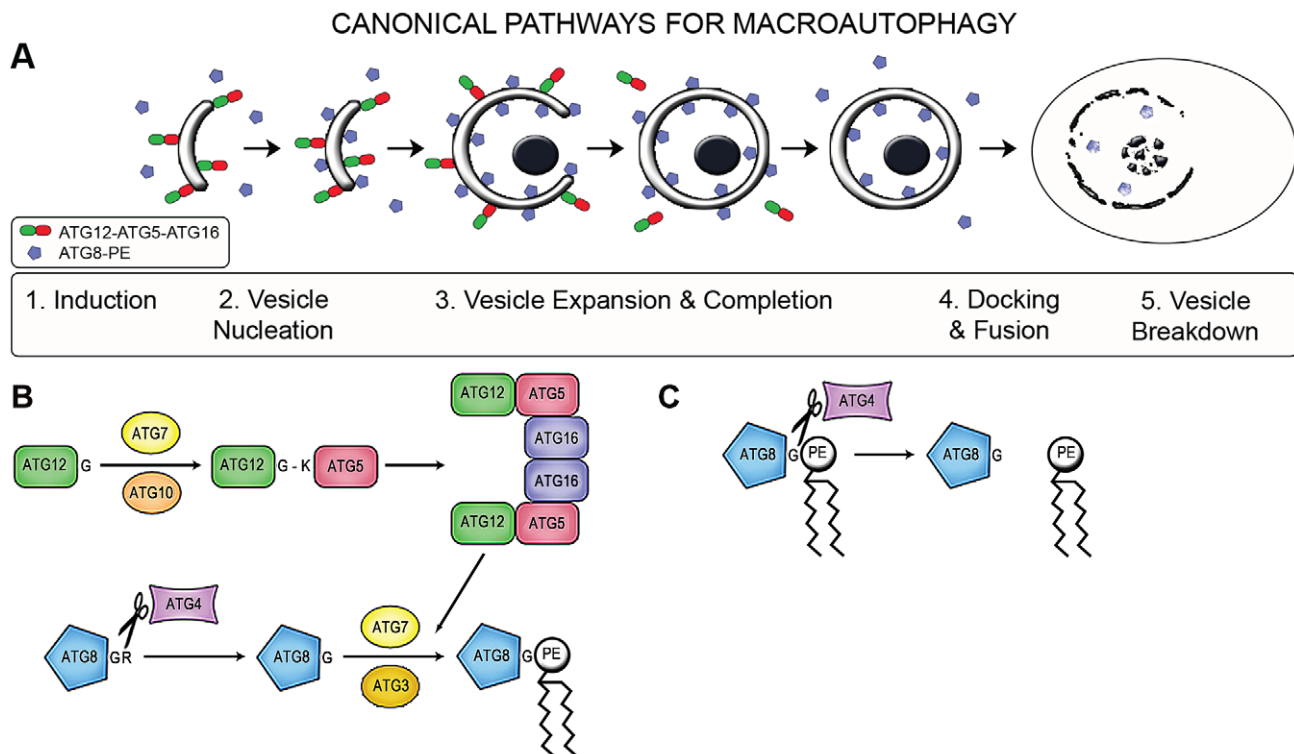 CANONICAL PATHWAYS FOR MACROAUTOPHAGY
A
ATG12-ATG5-ATG16
ATG8-PE
1. Induction
2. Vesicle
Nucleation
3. Vesicle Expansion & Completion
4. Docking
& Fusion
5. Vesicle
Breakdown
B
ATG12 G
ATG7
ATG10
ATG12 G - K ATG5
ATG12 ATG5
ATG16
ATG16
ATG12 ATG5
ATG8 GR
ATG4
ATG8 G
ATG7
ATG3
ATG8 G PE
C
ATG4
ATG8 G PE
ATG8 G
PE